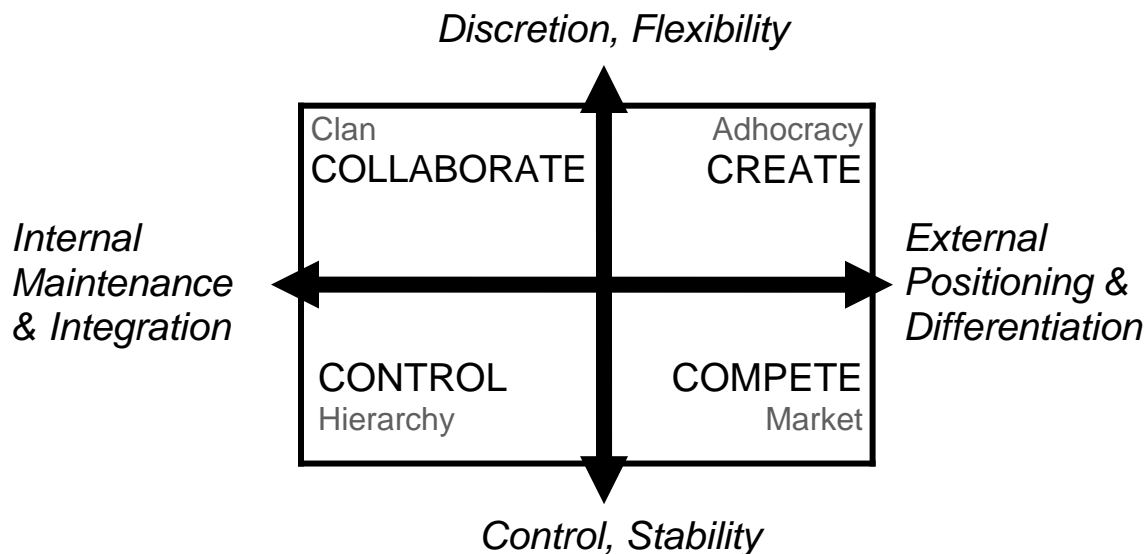 Discretion, Flexibility
Clan
COLLABORATE
Adhocracy
CREATE
Internal
Maintenance
& Integration
External
Positioning &
Differentiation
CONTROL
Hierarchy
COMPETE
Market
Control, Stability